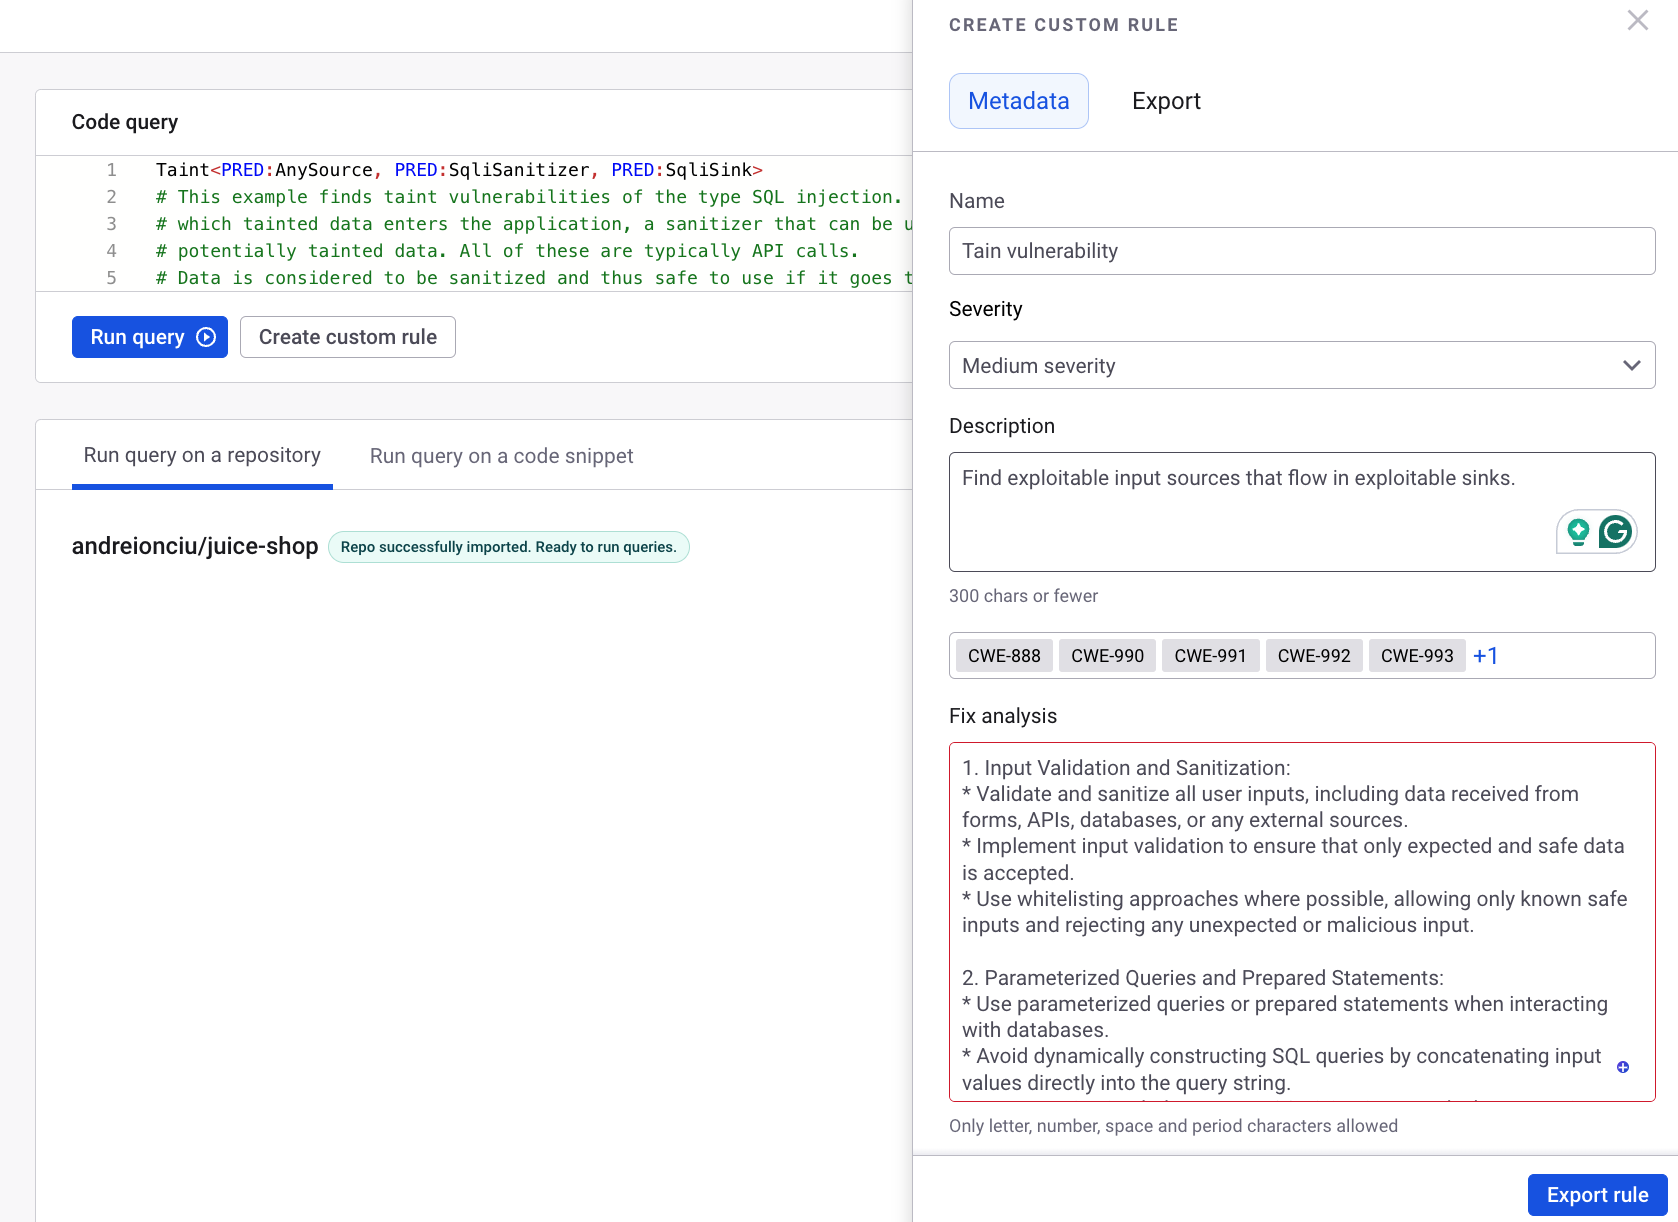 Code query
1 Taint<PRED:AnySource, PRED:SqliSanitizer, PRED:SqliSink>
2 # This example finds taint vulnerabilities of the type SQL injection.
3 # which tainted data enters the application, a sanitizer that can be
4 # potentially tainted data. All of these are typically API calls.
5 # Data is considered to be sanitized and thus safe to use if it goes
Run query
Create custom rule
Run query on a repository
Run query on a code snippet
andreionciu/juice-shop
Repo successfully imported. Ready to run queries.
CREATE CUSTOM RULE
Metadata
Export
Name
Tain vulnerability
Severity
Medium severity
Description
Find exploitable input sources that flow in exploitable sinks.
300 chars or fewer
CWE-888 CWE-990 CWE-991 CWE-992 CWE-993 +1
Fix analysis
1. Input Validation and Sanitization:
* Validate and sanitize all user inputs, including data received from
forms, APIs, databases, or any external sources.
* Implement input validation to ensure that only expected and safe data
is accepted.
* Use whitelisting approaches where possible, allowing only known safe
inputs and rejecting any unexpected or malicious input.
2. Parameterized Queries and Prepared Statements:
* Use parameterized queries or prepared statements when interacting
with databases.
* Avoid dynamically constructing SQL queries by concatenating input
values directly into the query string.
Only letter, number, space and period characters allowed
Export rule